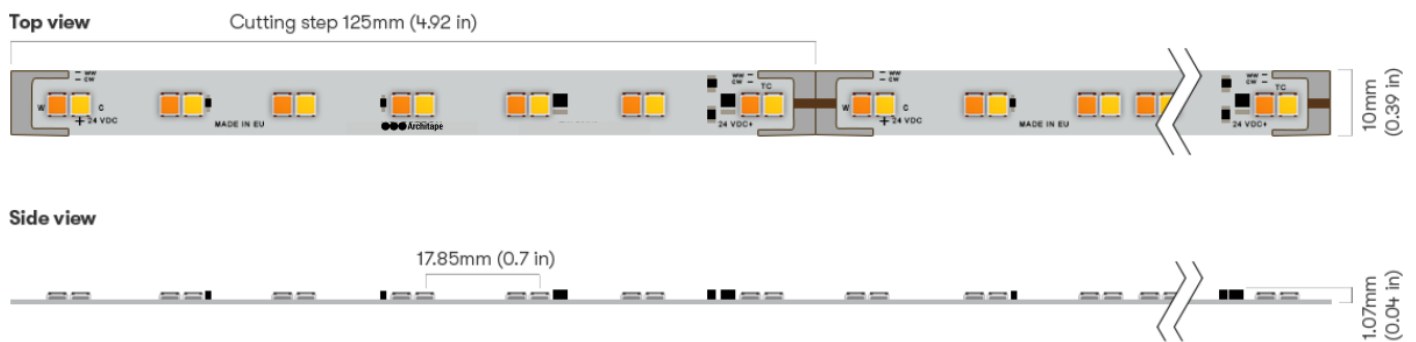 Top view
Cutting step 125mm (4.92 in)
WW
CW
W
C
+ 24 VDC
MADE IN EU
Architape
WW
CW
TC
24 VDC+
WW
CW
W
C
+ 24 VDC
MADE IN EU
WW
CW
TC
24 VDC+
10mm
(0.39 in)
Side view
17.85mm (0.7 in)
1.07mm
(0.04 in)